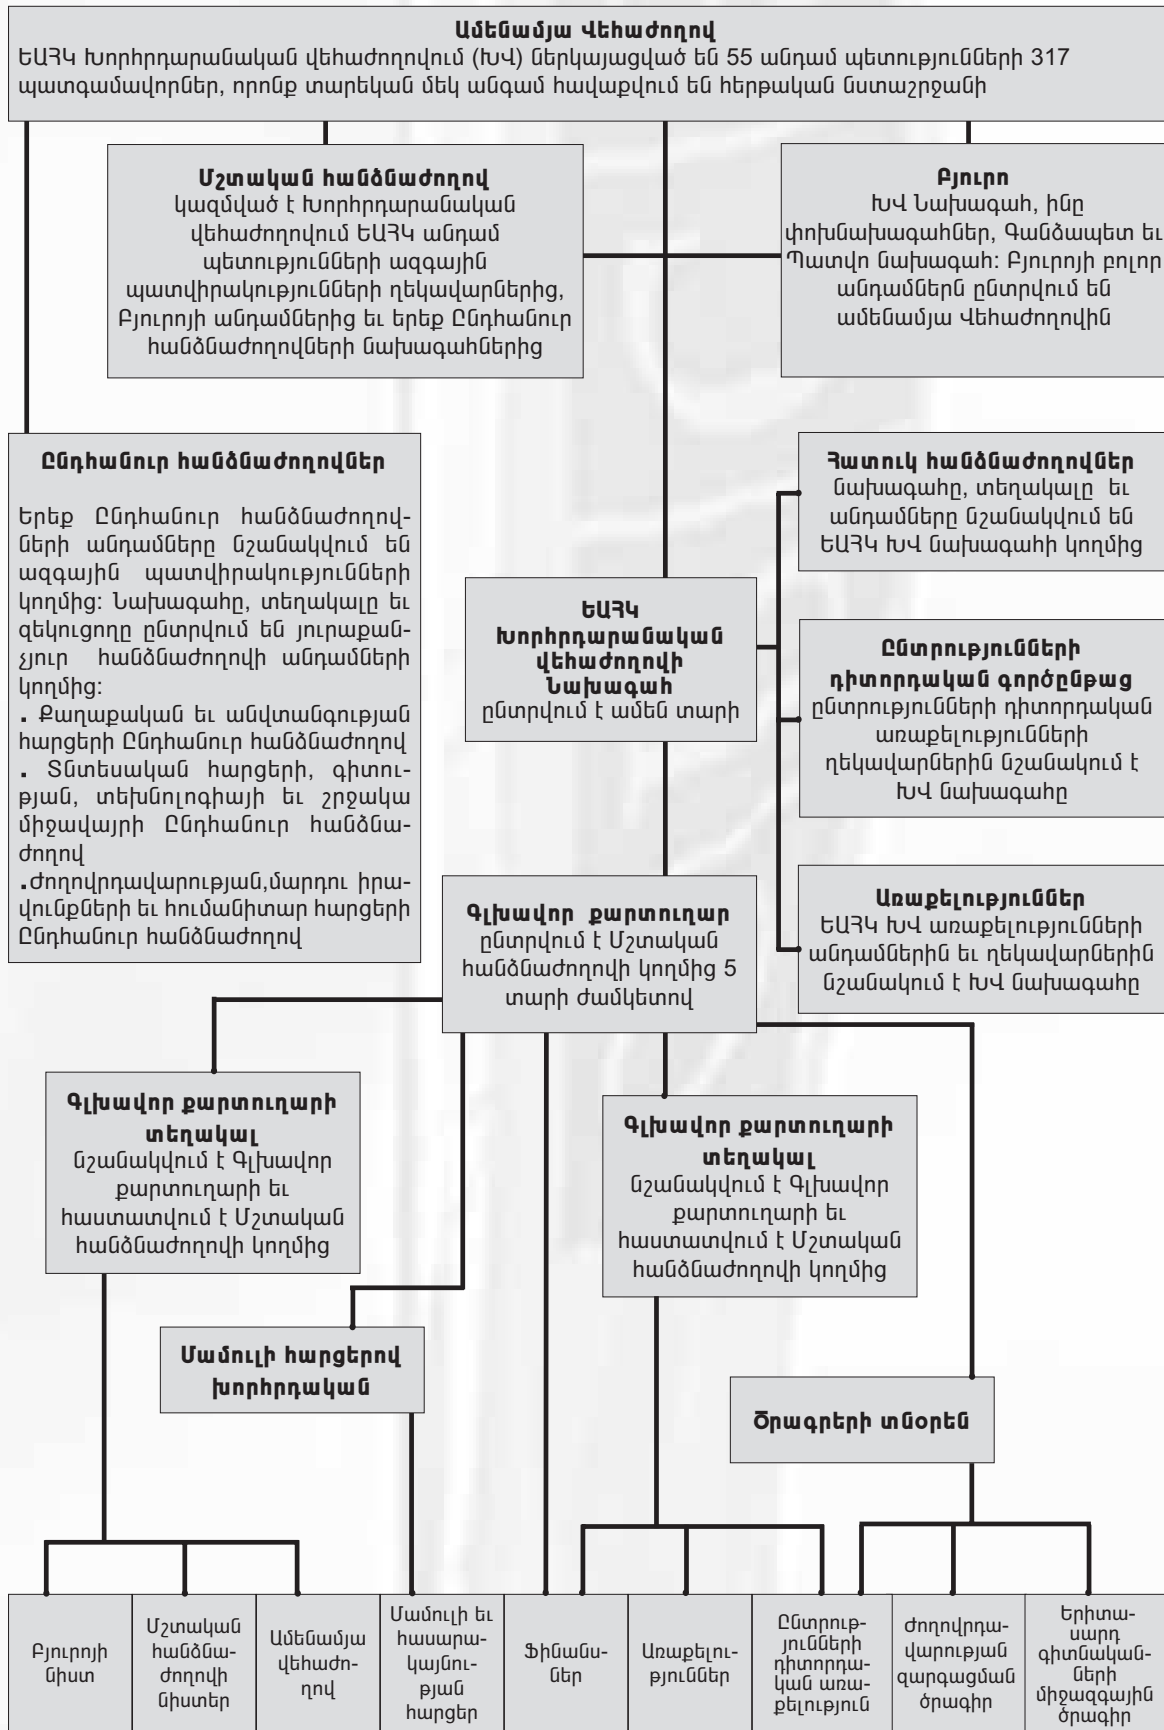 Ամենամյա Վեհաժողով
ԵԱՀԿ Խորհրդարանական վեհաժողովում (ԽՎ) ներկայացված են 55 անդամ պետությունների 317
պատգամավորներ, որոնք տարեկան մեկ անգամ հավաքվում են հերթական նստաշրջանի
Մշտական հանձնաժողով
կազմված է Խորհրդարանական
վեհաժողովում ԵԱՀԿ անդամ
պետությունների ազգային
պատվիրակությունների ղեկավարներից,
Բյուրոյի անդամներից եւ երեք Ընդհանուր
հանձնաժողովների նախագահներից
Բյուրո
ԽՎ Նախագահ, ինը
փոխնախագահներ, Գանձապետ եւ
Պատվո նախագահ: Բյուրոյի բոլոր
անդամներն ընտրվում են
ամենամյա Վեհաժողովին
Ընդհանուր հանձնաժողովներ
Երեք Ընդհանուր հանձնաժողով-
ների անդամները նշանակվում են
ազգային պատվիրակությունների
կողմից: Նախագահը, տեղակալը եւ
զեկուցողը ընտրվում են յուրաքան-
չյուր հանձնաժողովի անդամների
կողմից:
. Քաղաքական եւ անվտանգության
հարցերի Ընդհանուր հանձնաժողով
. Տնտեսական հարցերի, գիտու-
թյան, տեխնոլոգիայի եւ շրջակա
միջավայրի Ընդհանուր հանձնա-
ժողով
.Ժողովրդավարության,մարդու իրա-
վունքների եւ հումանիտար հարցերի
Ընդհանուր հանձնաժողով
Հատուկ հանձնաժողովներ
նախագահը, տեղակալը եւ
անդամները նշանակվում են
ԵԱՀԿ ԽՎ նախագահի կողմից
ԵԱՀԿ
Խորհրդարանական
վեհաժողովի
Նախագահ
ընտրվում է ամեն տարի
Ընտրությունների
դիտորդական գործընթաց
ընտրությունների դիտորդական
առաքելությունների
ղեկավարներին նշանակում է
ԽՎ նախագահը
Առաքելություններ
ԵԱՀԿ ԽՎ առաքելությունների
անդամներին եւ ղեկավարներին
նշանակում է ԽՎ նախագահը
Գլխավոր քարտուղար
ընտրվում է Մշտական
հանձնաժողովի կողմից 5
տարի ժամկետով
Գլխավոր քարտուղարի
տեղակալ
նշանակվում է Գլխավոր
քարտուղարի եւ
հաստատվում է Մշտական
հանձնաժողովի կողմից
Գլխավոր քարտուղարի
տեղակալ
նշանակվում է Գլխավոր
քարտուղարի եւ
հաստատվում է Մշտական
հանձնաժողովի կողմից
Մամուլի հարցերով
խորհրդական
Ծրագրերի տնօրեն
Բյուրոյի
նիստ
Մշտական
հանձնա-
ժողովի
նիստեր
Ամենամյա
վեհաժո-
ղով
Մամուլի եւ
հասարա-
կայնու-
թյան
հարցեր
Ֆինանս-
ներ
Առաքելու-
թյուններ
Ընտրութ-
յունների
դիտորդա-
կան առա-
քելություն
Ժողովրդա-
վարության
զարգացման
ծրագիր
Երիտա-
սարդ
գիտնական-
ների
միջազգային
ծրագիր